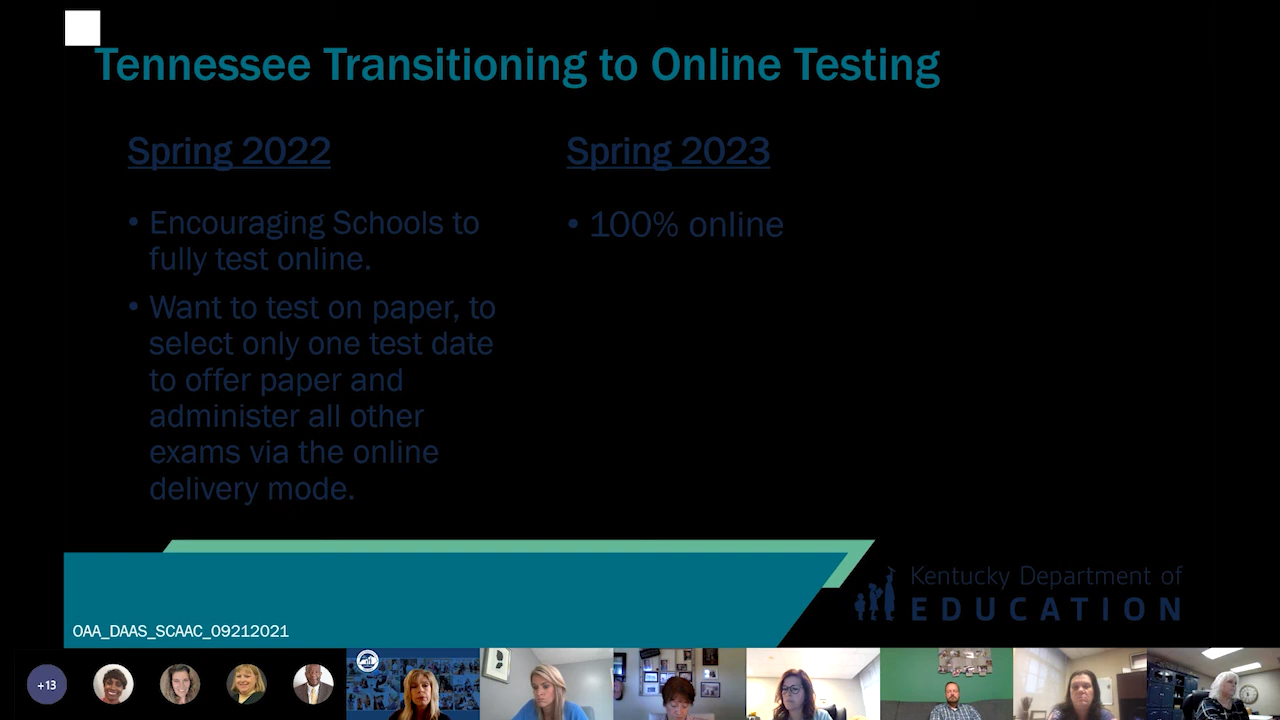 Tennessee Transitioning to Online Testing
Spring 2022
• Encouraging Schools to
fully test online.
• Want to test on paper, to
select only one test date
to offer paper and
administer all other
exams via the online
delivery mode.
Spring 2023
• 100% online
Kentucky Department of
EDUCATION
OAA_DAAS_SCAAC_09212021
+13